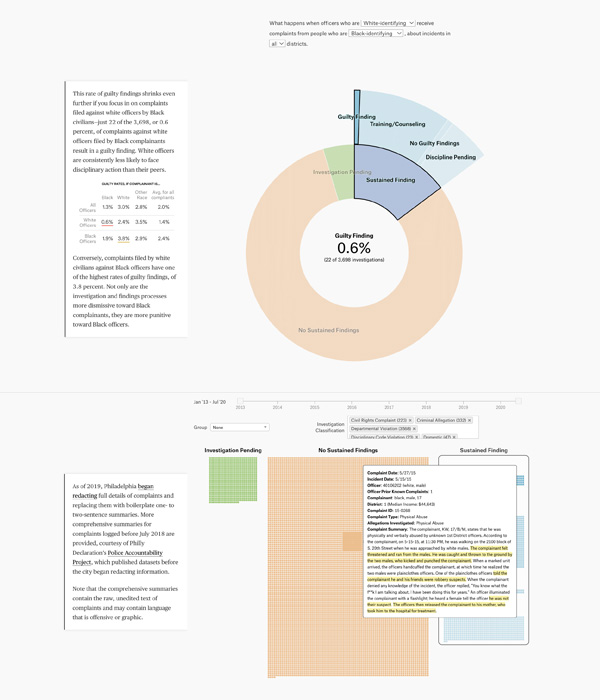 What happens when officers who are White-identifying receive
complaints from people who are Black-identifying , about incidents in
all districts.
This rate of guilty findings shrinks even
further if you focus in on complaints
filed against white officers by Black
civilians–just 22 of the 3,698, or 0.6
percent, of complaints against white
officers filed by Black complainants
result in a guilty finding. White officers
are consistently less likely to face
disciplinary action than their peers.
GUILTY RATES, IF COMPLAINANT IS...
Black White Other Race Avg. for all complaints
All Officers 1.3% 3.0% 2.8% 2.0%
White Officers 0.6% 2.4% 3.5% 1.4%
Black Officers 1.9% 3.8% 2.9% 2.4%
Conversely, complaints filed by white
civilians against Black officers have one
of the highest rates of guilty findings, of
3.8 percent. Not only are the
investigation and findings processes
more dismissive toward Black
complainants, they are more punitive
toward Black officers.
Guilty Finding
Training/Counseling
No Guilty Findings
Discipline Pending
Investigation Pending
Sustained Finding
Guilty Finding
0.6%
(22 of 3,698 investigations)
No Sustained Findings
Jan '13 - Jul '20
2013 2014 2015 2016 2017 2018 2019 2020
Group None
Investigation Classification
Civil Rights Complaint (221) × Criminal Allegation (332) ×
Departmental Violation (3968) ×
Investigation Pending
No Sustained Findings
Sustained Finding
As of 2019, Philadelphia began
redacting full details of complaints and
replacing them with boilerplate one- to
two-sentence summaries. More
comprehensive summaries for
complaints logged before July 2018 are
provided, courtesy of Philly
Declaration's Police Accountability
Project, which published datasets before
the city began redacting information.
Note that the comprehensive summaries
contain the raw, unedited text of
complaints and may contain language
that is offensive or graphic.
Complaint Date: 5/27/15
Incident Date: 5/15/15
Officer: 40106202 (white, male)
Officer Prior Known Complaints: 1
Complainant: black, male, 17
District: 1 (Median Income $44,643)
Complaint ID: 15-0268
Complaint Type: Physical Abuse
Allegations Investigated: Physical Abuse
Complaint Summary: The complainant, KW, 17/B/M, states that he was
physically and verbally abused by unknown 1st District officers.
According to the complainant, on 5-15-15, at 11:30 PM, he was walking on the 2100 block of
S. 20th Street when he was approached by white males. The complainant felt
threatened and ran from the males. He was caught and thrown to the ground by
the two males, who kicked and punched the complainant. When a marked unit
arrived, the officers handcuffed the complainant, at which time he realized the
two males were plainclothes officers. One of the plainclothes officers told the
complainant he and his friends were robbery suspects. When the complainant
denied any knowledge of the incident, the officer replied, "You know what the
f**k I am talking about. I have been doing this for years." An officer illuminated
the complainant with a flashlight; he heard a female tell the officer he was not
their suspect. The officers then released the complainant to his mother, who
took him to the hospital for treatment.